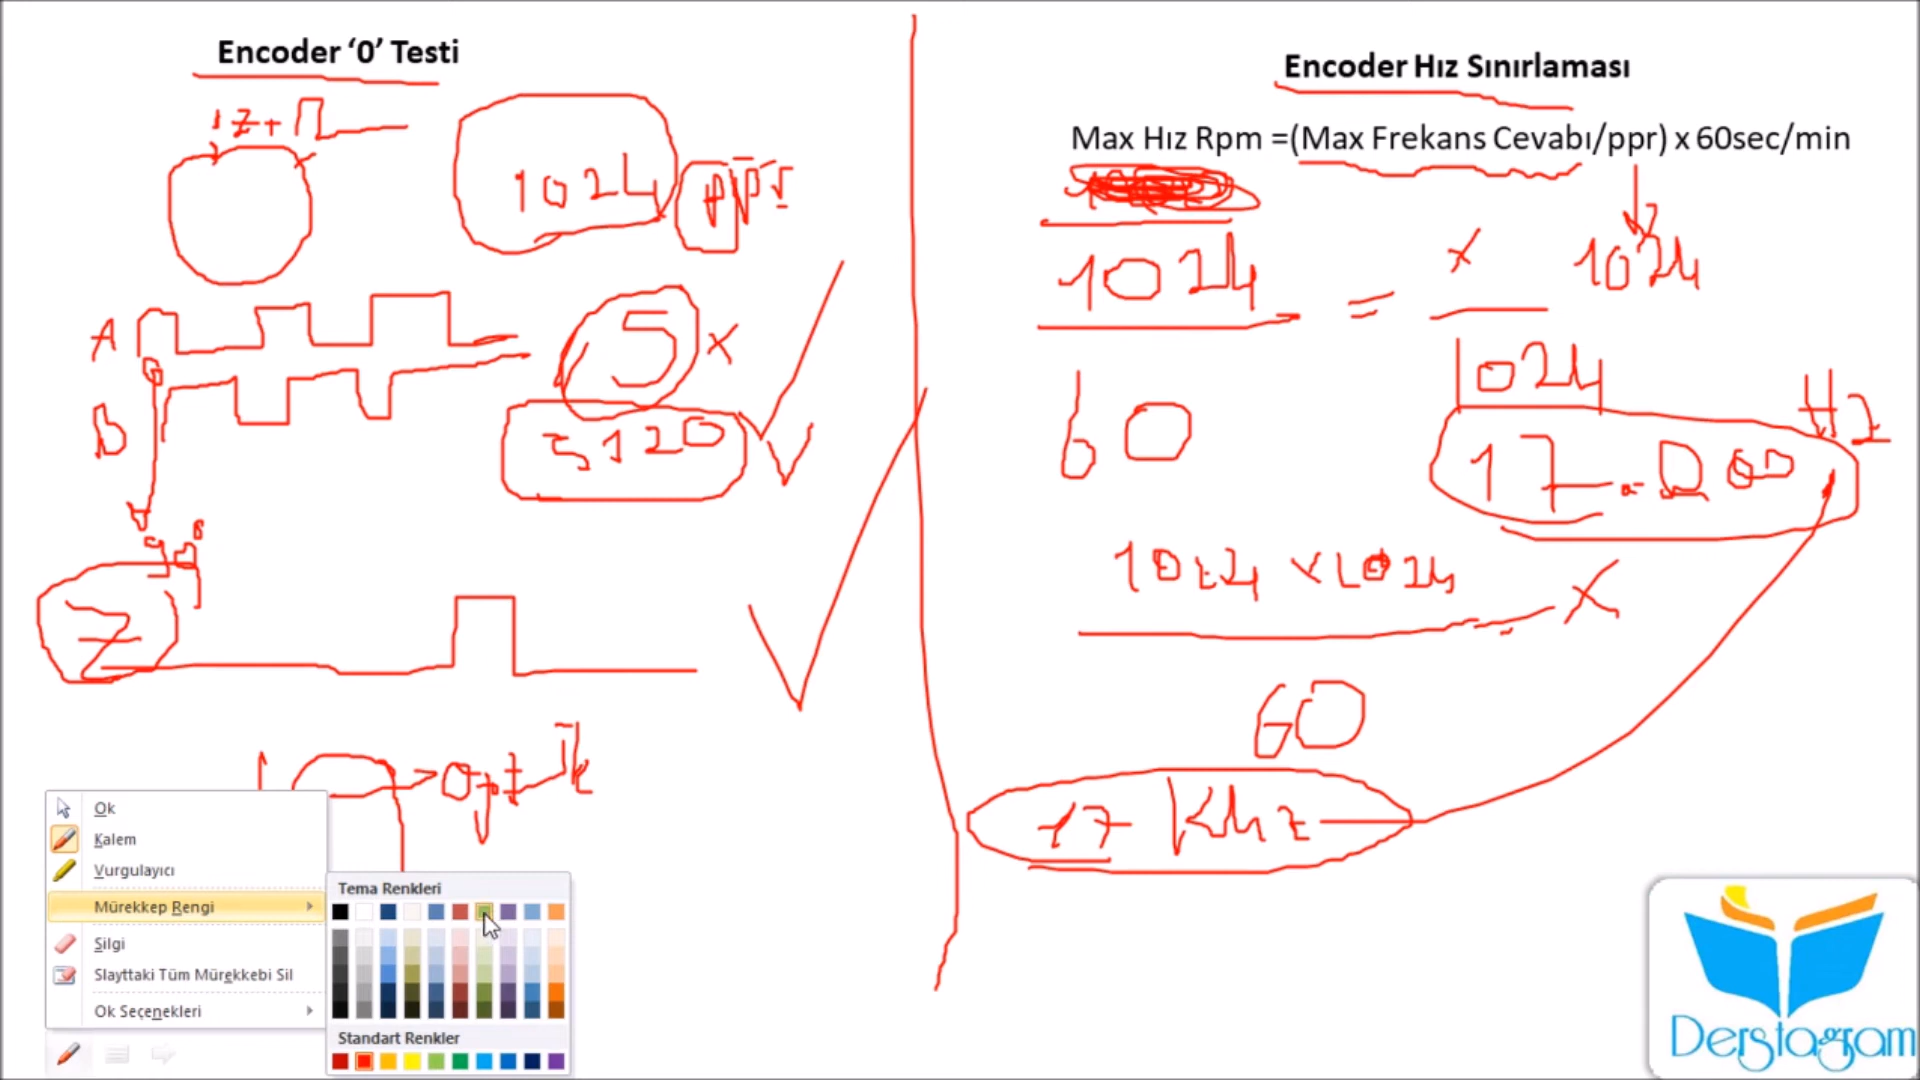 Encoder ‘0’ Testi
1Z+
1024 ppr
A
5 x
B
5120
Z
optik
Encoder Hız Sınırlaması
Max Hız Rpm =(Max Frekans Cevabı/ppr) x 60sec/min
1024
1024 = x
1024
60
Hz
17.000
1024 x 1024 = x
60
17 Khz
Ok
Kalem
Vurgulayıcı
Mürekkep Rengi
Silgi
Slayttaki Tüm Mürekkebi Sil
Ok Seçenekleri
Tema Renkleri
Standart Renkler
Derstagram